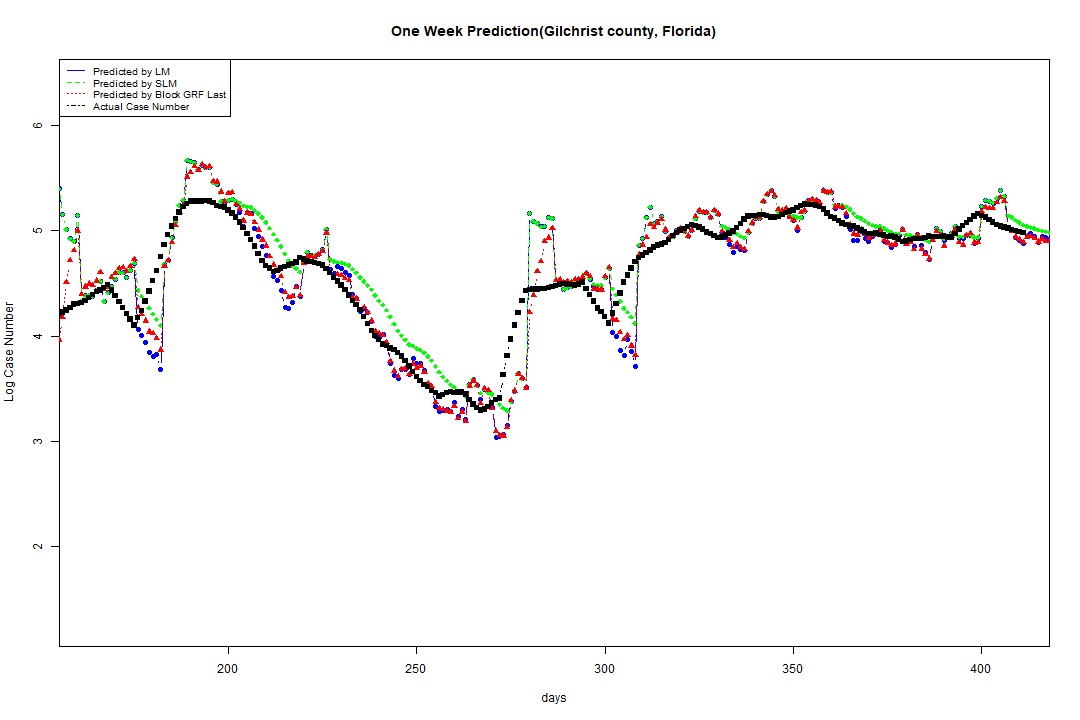 One Week Prediction(Gilchrist county, Florida)
Predicted by LM
Predicted by SLM
Predicted by Block GRF Last
Actual Case Number
6
5
4
3
2
Log Case Number
200
250
300
350
400
days